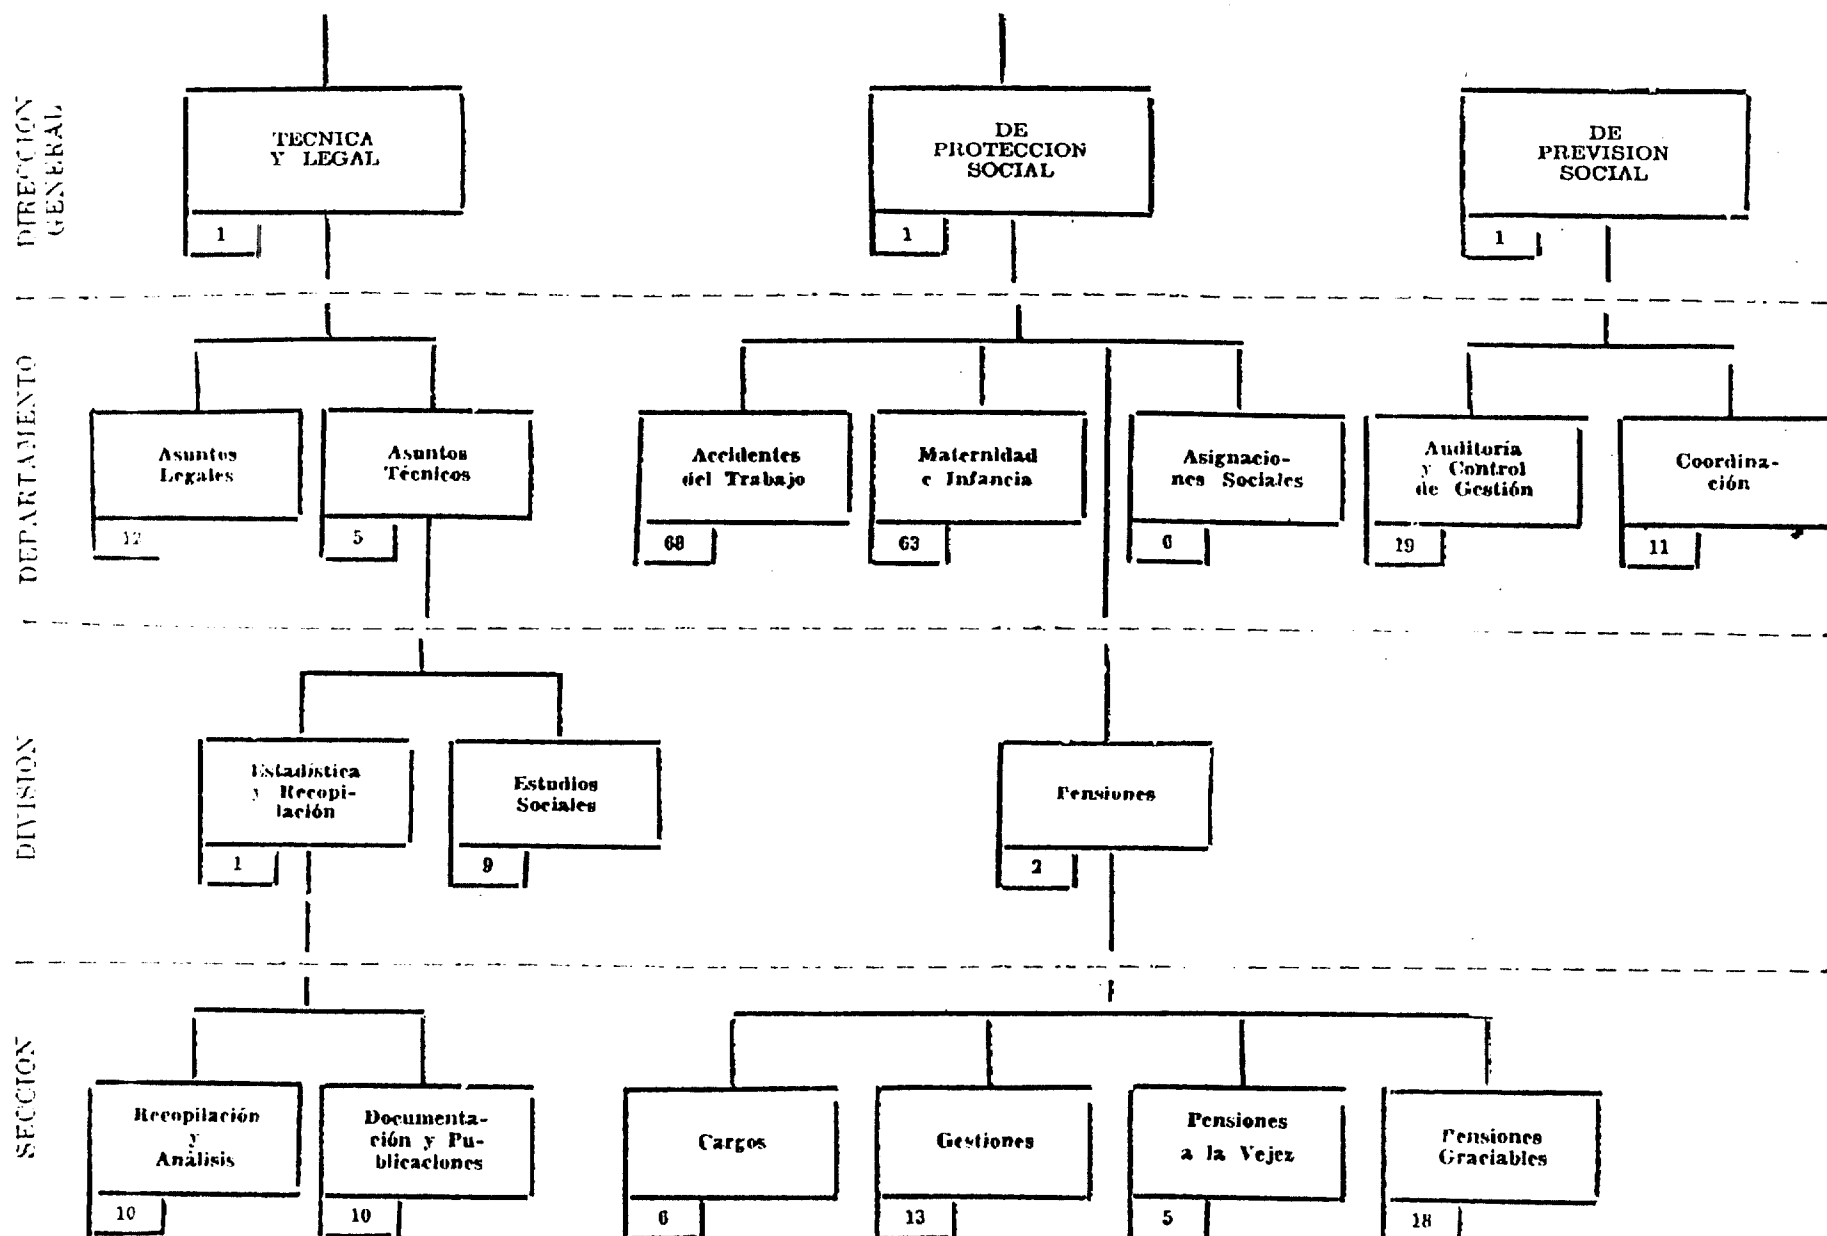 DIRECCION
GENERAL
TECNICA
Y LEGAL
1
DE
PROTECCION
SOCIAL
1
DE
PREVISION
SOCIAL
1
DEPARTAMENTO
Asuntos
Legales
12
Asuntos
Técnicos
5
Accidentes
del Trabajo
68
Maternidad
e Infancia
63
Asignacio-
nes Sociales
6
Auditoría
y Control
de Gestión
19
Coordina-
ción
11
DIVISION
Estadística
y Recopi-
lación
1
Estudios
Sociales
9
Pensiones
2
SECCION
Recopilación
y
Análisis
10
Documenta-
ción y Pu-
blicaciones
10
Cargos
6
Gestiones
13
Pensiones
a la Vejez
5
Pensiones
Graciables
18